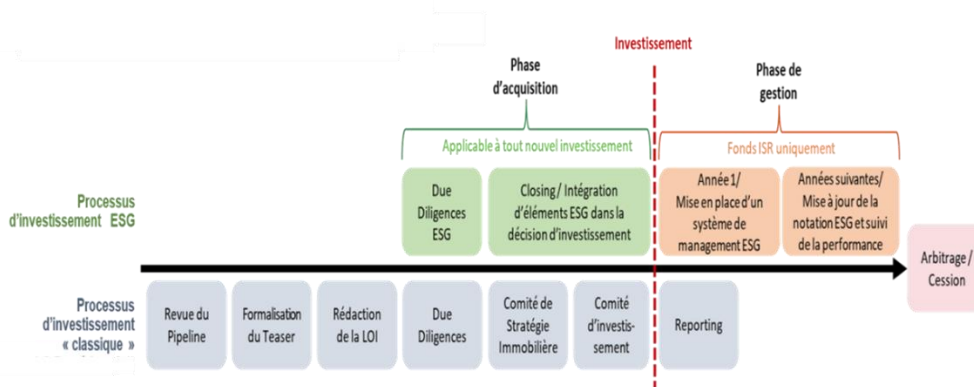 Investissement
Phase
d'acquisition
Phase de
gestion
Applicable à tout nouvel investissement
Fonds ISR uniquement
Processus
d'investissement ESG
Due
Diligences
ESG
Closing / Intégration
d'éléments ESG dans la
décision d'investissement
Année 1/
Mise en place d'un
système de
management ESG
Années suivantes/
Mise à jour de la
notation ESG et suivi
de la performance
Arbitrage /
Cession
Processus
d'investissement
« classique »
Revue du
Pipeline
Formalisation
du Teaser
Rédaction
de la LOI
Due
Diligences
Comité de
Stratégie
Immobilière
Comité
d'investis-
sement
Reporting